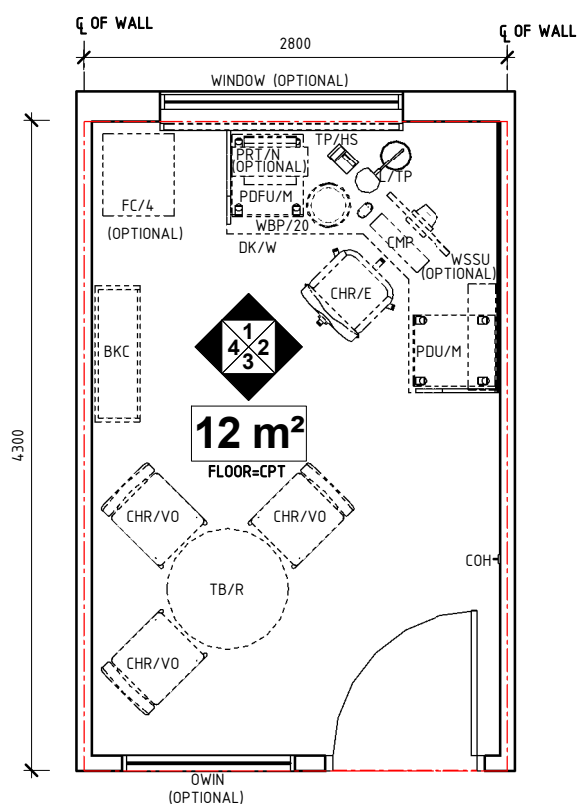 ℄ OF WALL
℄ OF WALL
2800
WINDOW (OPTIONAL)
TP/HS
PRT/N
(OPTIONAL)
C/TP
FC/4
PDFU/M
(OPTIONAL)
WBP/20
DK/W
CMP
WSSU
(OPTIONAL)
CHR/E
1
4 2
3
BKC
PDU/M
12 m²
FLOOR=CPT
4300
CHR/VO
CHR/VO
COH
TB/R
CHR/VO
OWIN
(OPTIONAL)